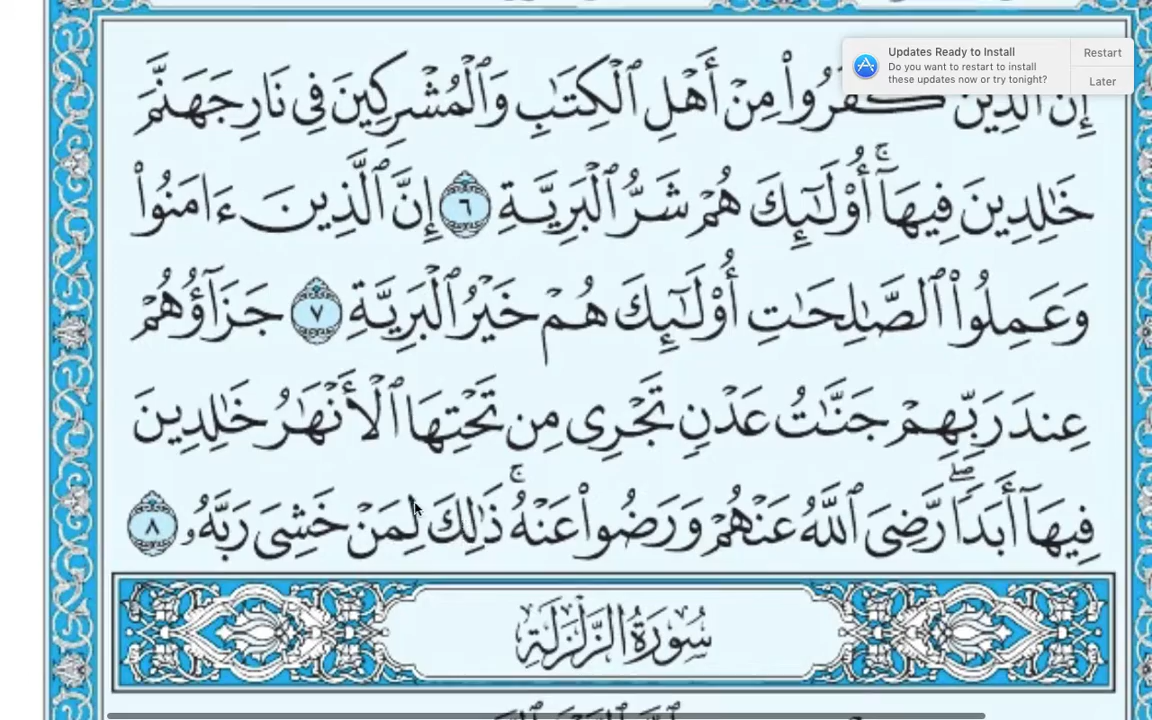 Updates Ready to Install
Do you want to restart to install
these updates now or try tonight?
Restart
Later
إِنَّ ٱلَّذِينَ كَفَرُوا۟ مِنْ أَهْلِ ٱلْكِتَـٰبِ وَٱلْمُشْرِكِينَ فِى نَارِ جَهَنَّمَ
خَـٰلِدِينَ فِيهَآ ۚ أُو۟لَـٰٓئِكَ هُمْ شَرُّ ٱلْبَرِيَّةِ ٦ إِنَّ ٱلَّذِينَ ءَامَنُوا۟
وَعَمِلُوا۟ ٱلصَّـٰلِحَـٰتِ أُو۟لَـٰٓئِكَ هُمْ خَيْرُ ٱلْبَرِيَّةِ ٧ جَزَآؤُهُمْ
عِندَ رَبِّهِمْ جَنَّـٰتُ عَدْنٍ تَجْرِى مِن تَحْتِهَا ٱلْأَنْهَـٰرُ خَـٰلِدِينَ
فِيهَآ أَبَدًا ۖ رَّضِىَ ٱللَّهُ عَنْهُمْ وَرَضُوا۟ عَنْهُ ۚ ذَٰلِكَ لِمَنْ خَشِىَ رَبَّهُۥ ٨
سُورَةُ الزَّلْزَلَةِ